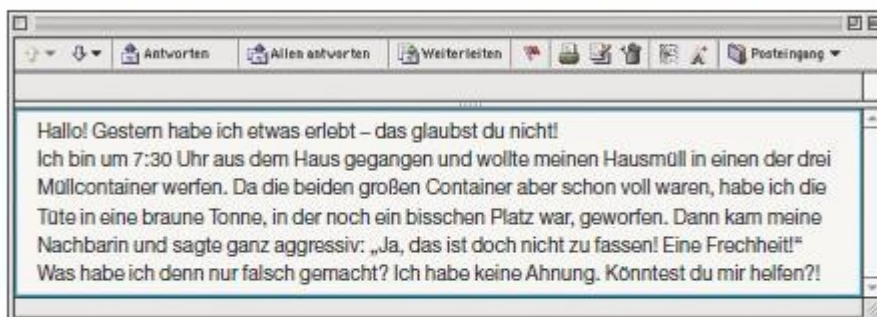 Antworten Allen antworten Weiterleiten Posteingang
Hallo! Gestern habe ich etwas erlebt – das glaubst du nicht!
Ich bin um 7:30 Uhr aus dem Haus gegangen und wollte meinen Hausmüll in einen der drei
Müllcontainer werfen. Da die beiden großen Container aber schon voll waren, habe ich die
Tüte in eine braune Tonne, in der noch ein bisschen Platz war, geworfen. Dann kam meine
Nachbarin und sagte ganz aggressiv: „Ja, das ist doch nicht zu fassen! Eine Frechheit!“
Was habe ich denn nur falsch gemacht? Ich habe keine Ahnung. Könntest du mir helfen?!